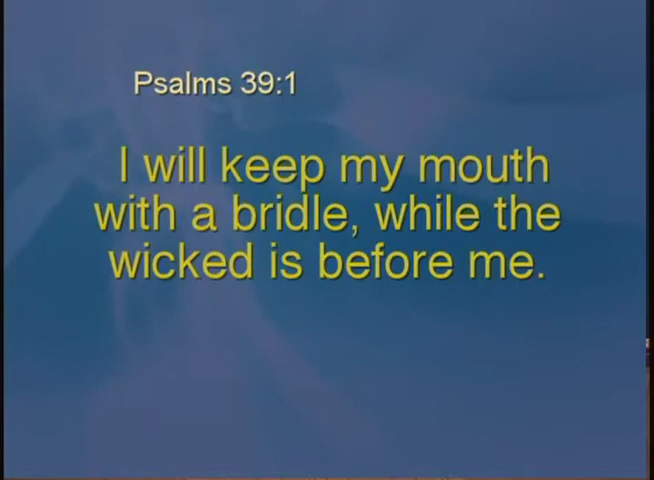 Psalms 39:1
I will keep my mouth
with a bridle, while the
wicked is before me.